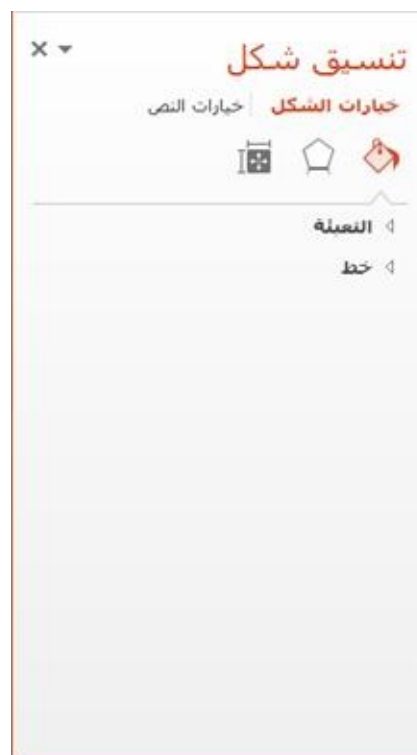 تنسيق شكل
خيارات الشكل خيارات النص
التعبئة
خط